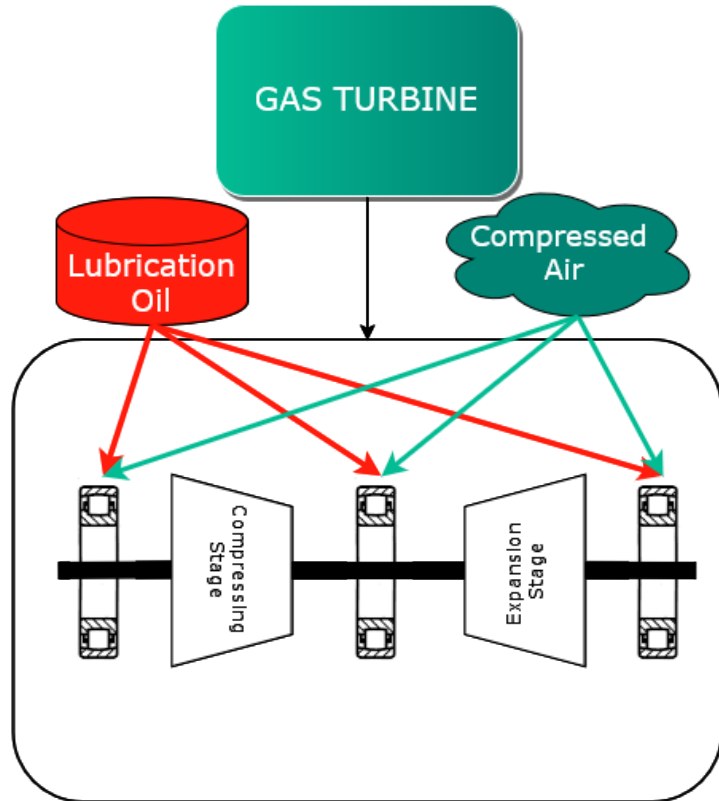 GAS TURBINE
Lubrication
Oil
Compressed
Air
Compressing
Stage
Expansion
Stage